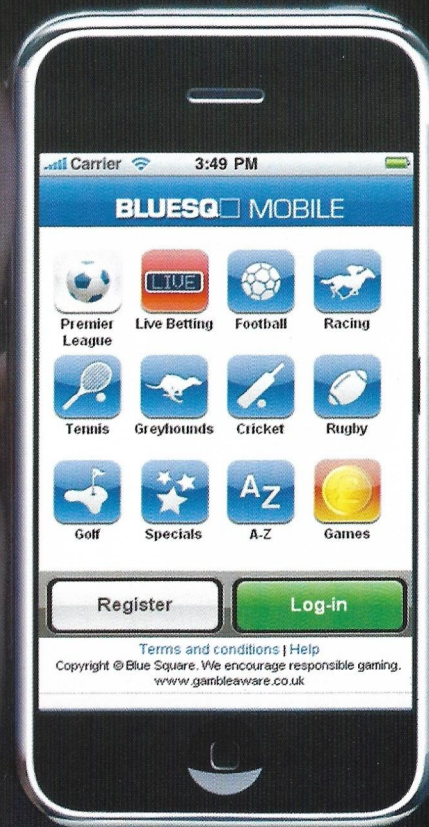 Carrier 3:49 PM
BLUESQ MOBILE
LIVE
Premier
League
Live Betting
Football
Racing
Tennis
Greyhounds
Cricket
Rugby
AZ
Golf
Specials
A-Z
Games
Register
Log-in
Terms and conditions | Help
Copyright © Blue Square. We encourage responsible gaming.
www.gambleaware.co.uk